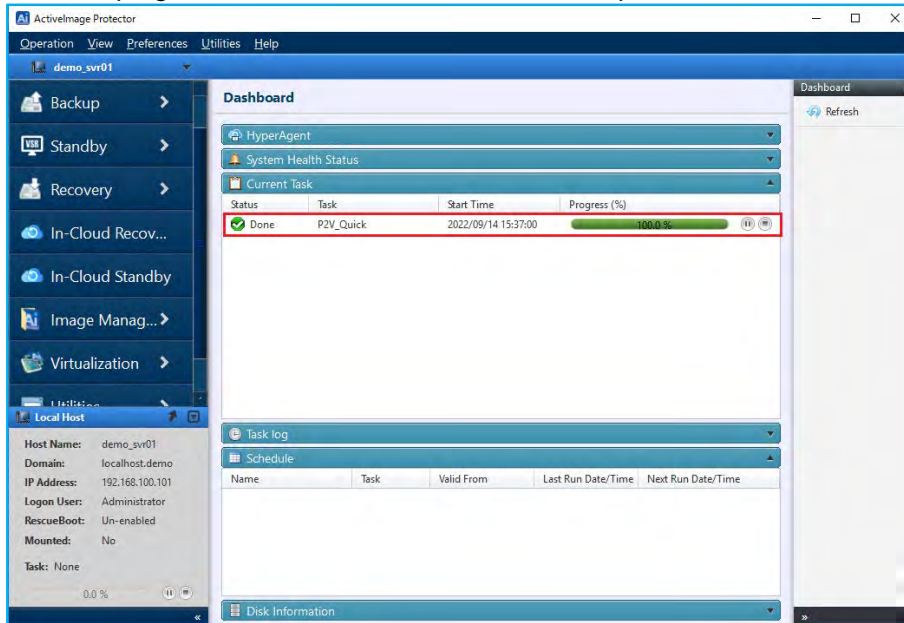 ActiveImage Protector
Operation View Preferences Utilities Help
demo_svr01
Backup
Standby
Recovery
In-Cloud Recov...
In-Cloud Standby
Image Manag...
Virtualization
Local Host
Host Name: demo_svr01
Domain: localhost.demo
IP Address: 192.168.100.101
Logon User: Administrator
RescueBoot: Un-enabled
Mounted: No
Task: None
0.0 %
Dashboard
HyperAgent
System Health Status
Current Task
Status Task Start Time Progress (%)
Done P2V_Quick 2022/09/14 15:37:00 100.0 %
Task log
Schedule
Name Task Valid From Last Run Date/Time Next Run Date/Time
Disk Information
Dashboard
Refresh